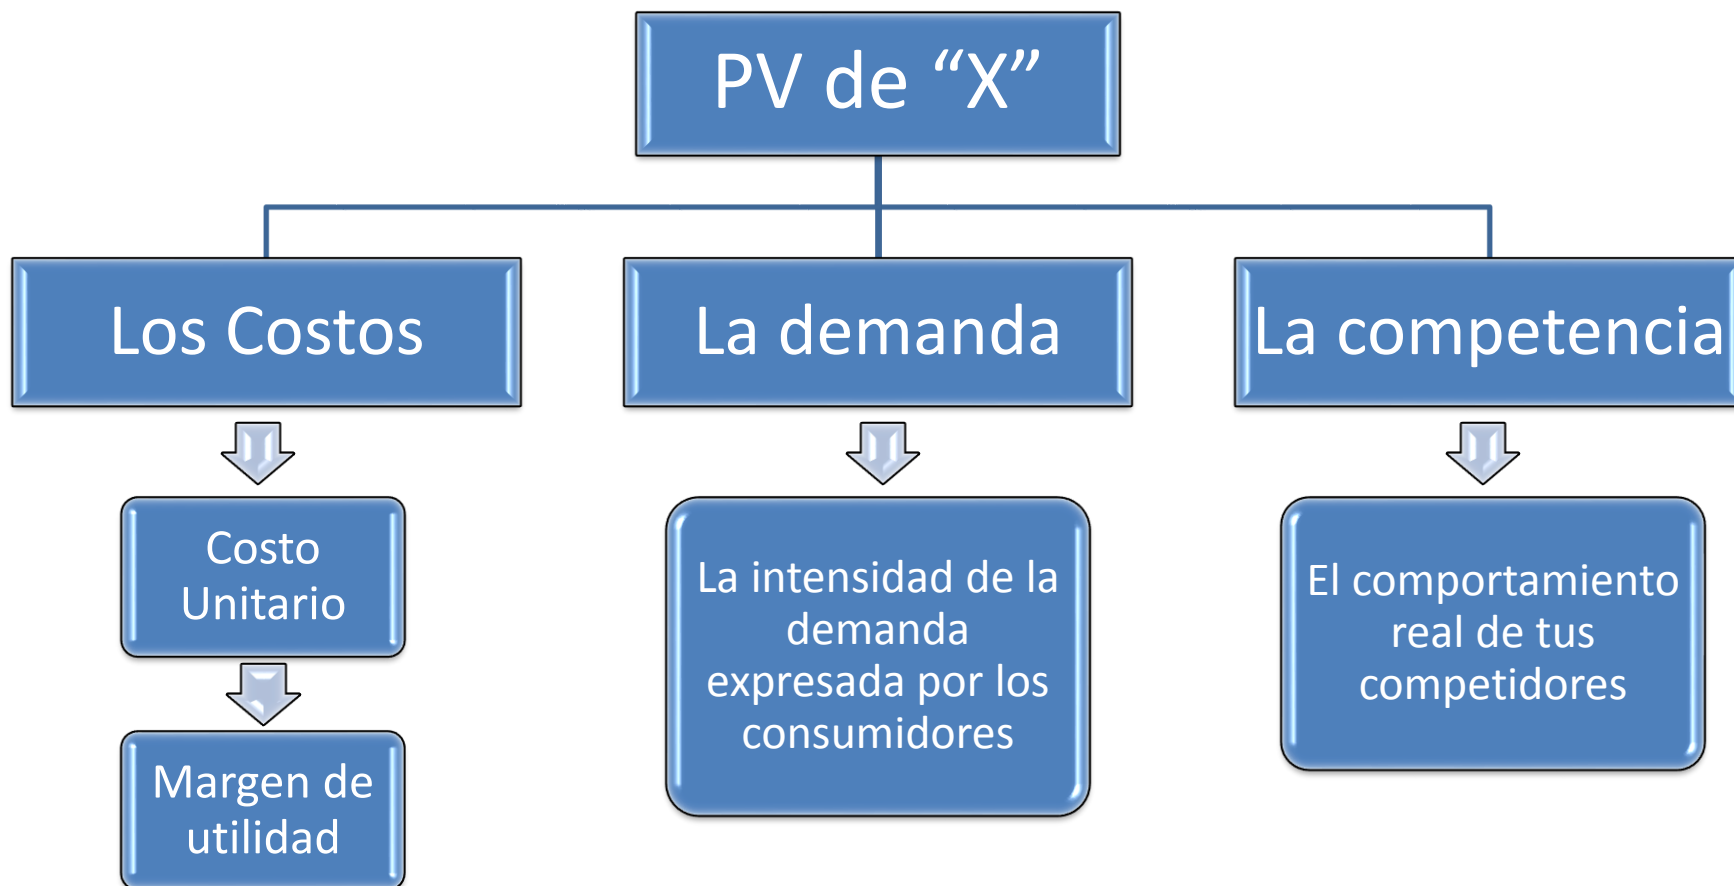 PV de “X”
Los Costos
La demanda
La competencia
Costo
Unitario
Margen de
utilidad
La intensidad de la
demanda
expresada por los
consumidores
El comportamiento
real de tus
competidores